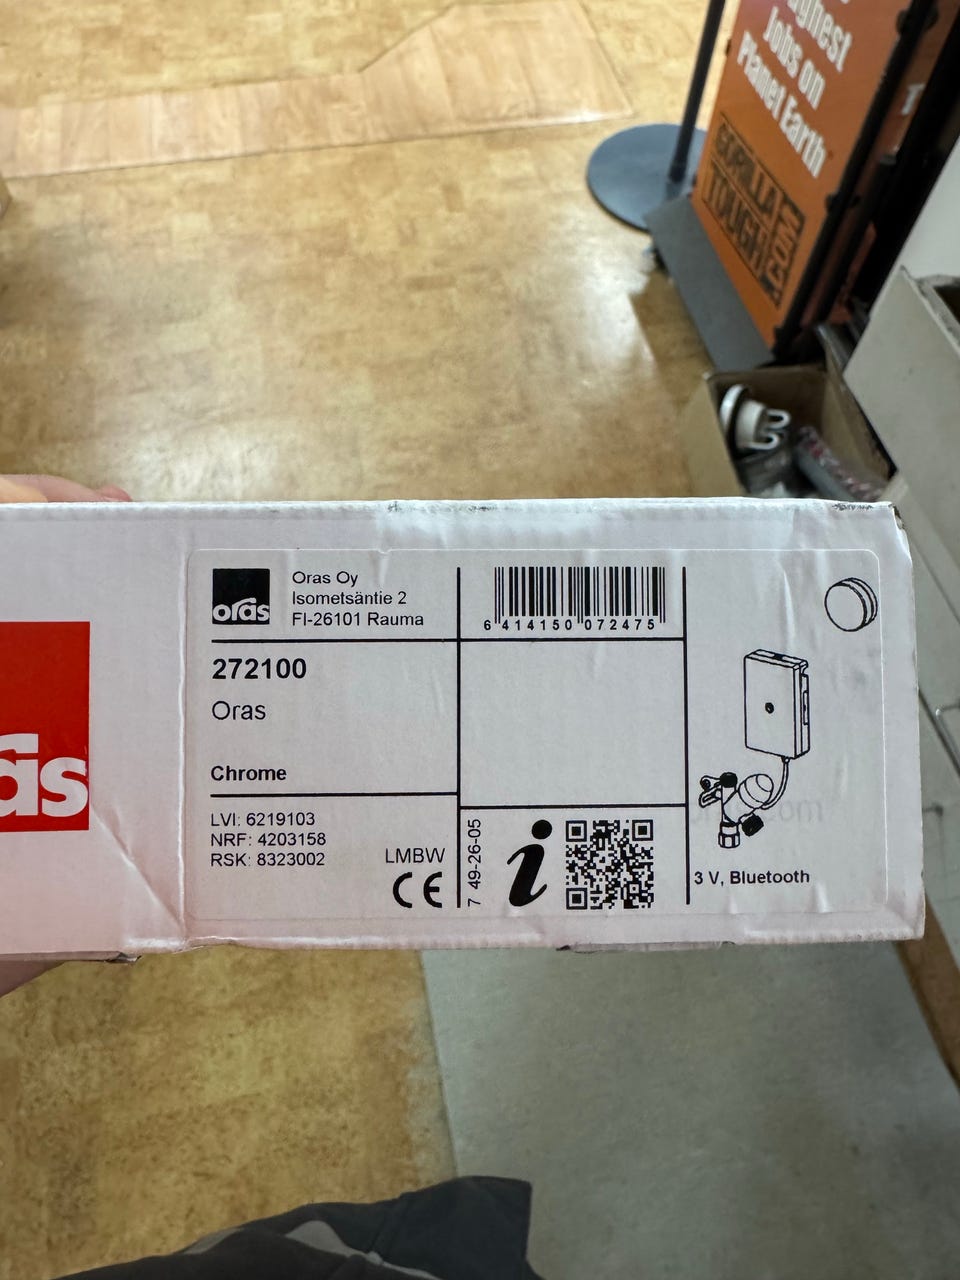 ughest
Jobs on
Planet Earth
GORILLA
TOUGH
oras
oras
Oras Oy
Isometsäntie 2
FI-26101 Rauma
6 414150 072475
272100
Oras
Chrome
LVI: 6219103
NRF: 4203158
RSK: 8323002
LMBW
CE
7 49-26-05
i
3 V, Bluetooth